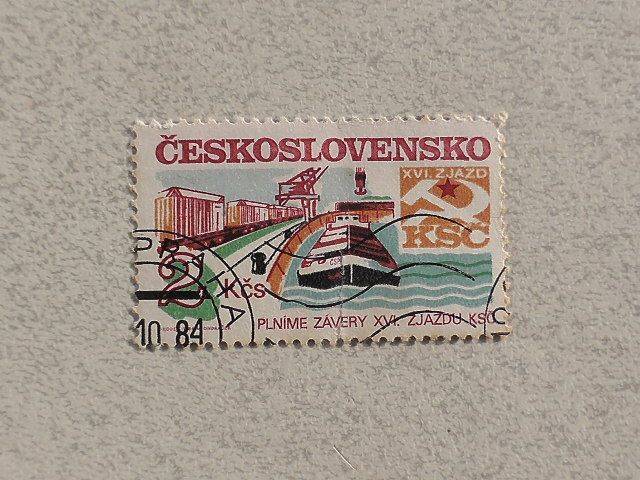 ČESKOSLOVENSKO
XVI. ZJAZD
KSČ
2 Kčs
PLNÍME ZÁVERY XVI. ZJAZDU KSČ
10 84